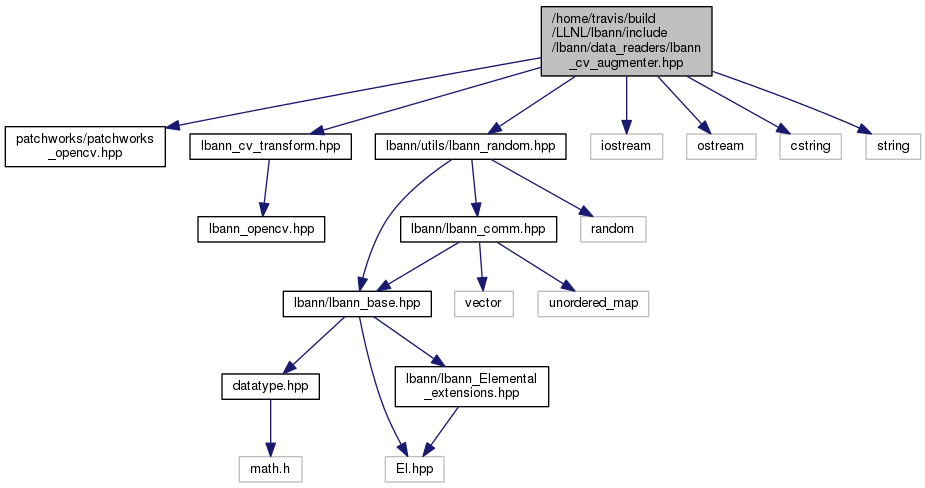 /home/travis/build
/LLNL/lbann/include
/lbann/data_readers/lbann
_cv_augmenter.hpp
patchworks/patchworks
_opencv.hpp
lbann_cv_transform.hpp
lbann/utils/lbann_random.hpp
iostream
ostream
cstring
string
lbann_opencv.hpp
lbann/lbann_comm.hpp
random
lbann/lbann_base.hpp
vector
unordered_map
datatype.hpp
lbann/lbann_Elemental
_extensions.hpp
math.h
El.hpp